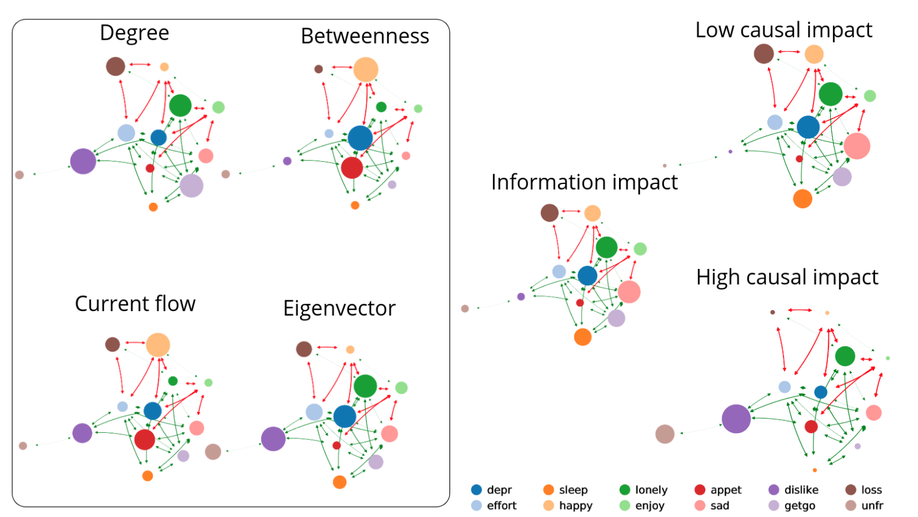 Degree
Betweenness
Low causal impact
Information impact
High causal impact
Current flow
Eigenvector
depr sleep lonely appet dislike loss
effort happy enjoy sad getgo unfr